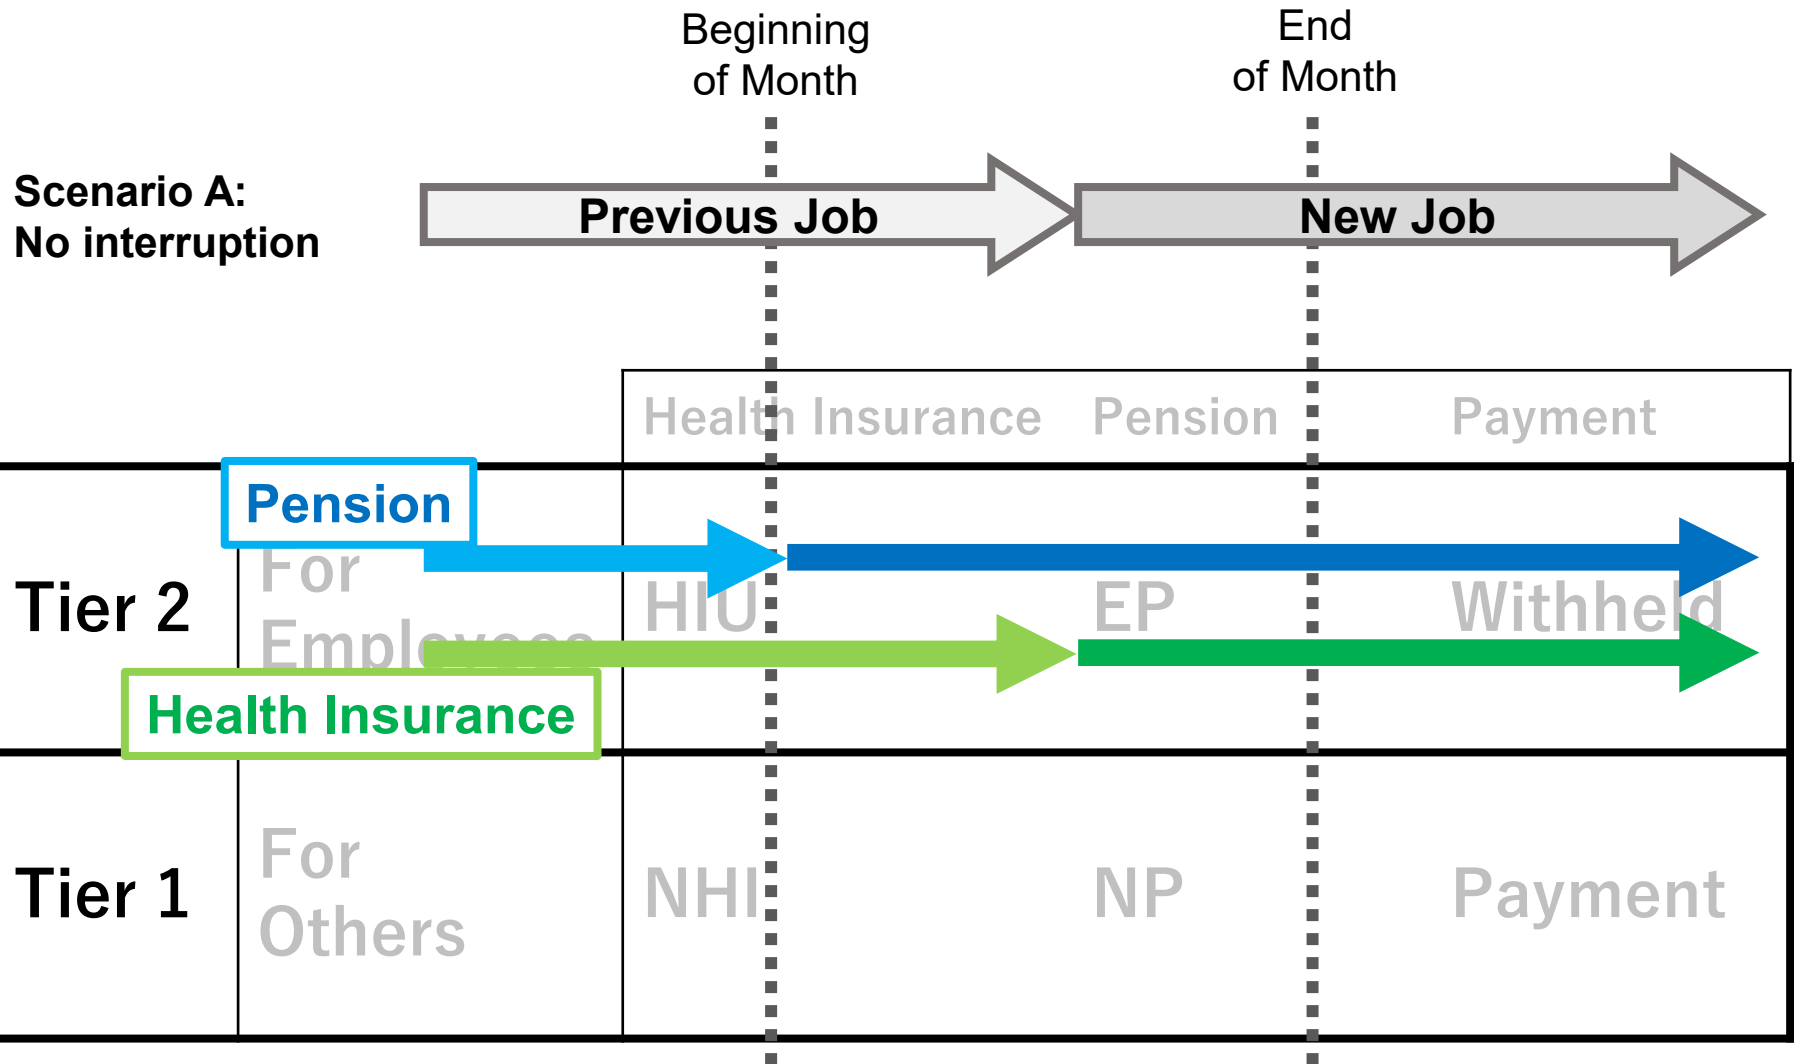 Beginning
of Month
End
of Month
Scenario A:
No interruption
Previous Job
New Job
Health Insurance
Pension
Payment
Pension
Tier 2
For
Employees
HIU
EP
Withheld
Health Insurance
Tier 1
For
Others
NHI
NP
Payment